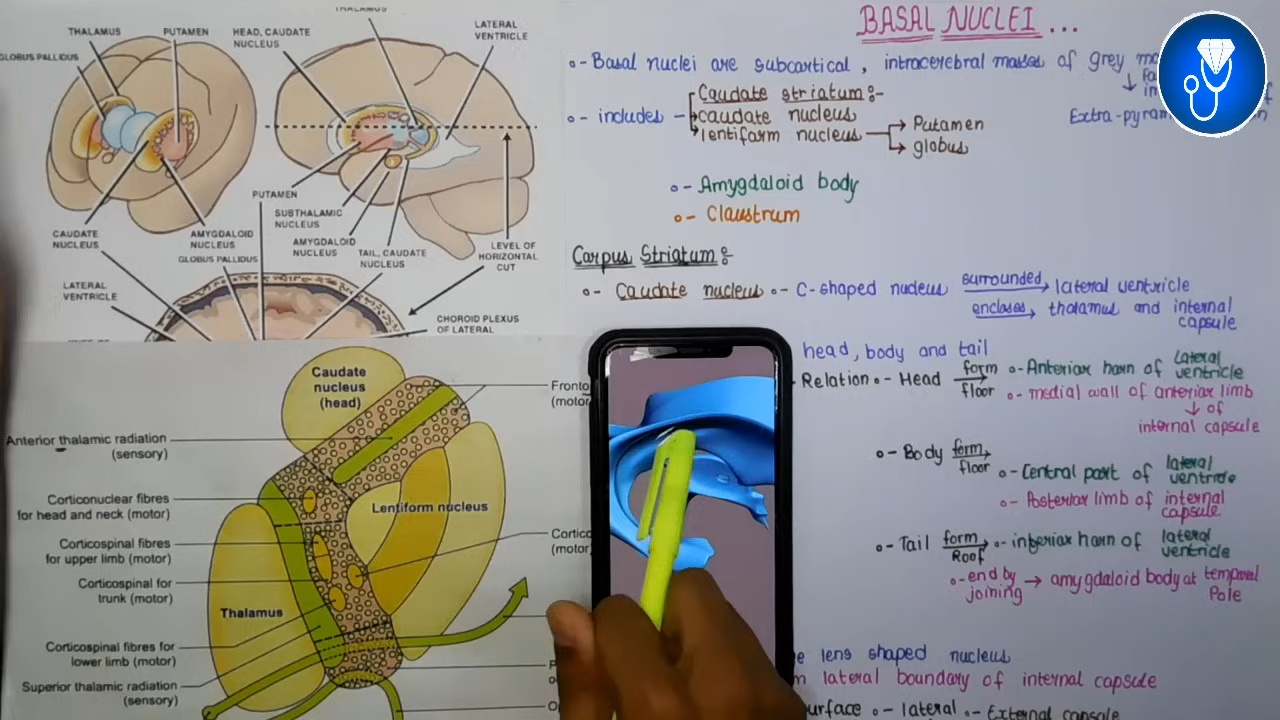 THALAMUS
THALAMUS
PUTAMEN
GLOBUS PALLIDUS
HEAD, CAUDATE
NUCLEUS
LATERAL
VENTRICLE
PUTAMEN
SUBTHALAMIC
NUCLEUS
AMYGDALOID
NUCLEUS
TAIL, CAUDATE
NUCLEUS
LEVEL OF
HORIZONTAL
CUT
CAUDATE
NUCLEUS
AMYGDALOID
NUCLEUS
GLOBUS PALLIDUS
LATERAL
VENTRICLE
CHOROID PLEXUS
OF LATERAL
Caudate
nucleus
(head)
Anterior thalamic radiation
(sensory)
Corticonuclear fibres
for head and neck (motor)
Corticospinal fibres
for upper limb (motor)
Corticospinal for
trunk (motor)
Thalamus
Corticospinal fibres for
lower limb (motor)
Superior thalamic radiation
(sensory)
Lentiform nucleus
Fronto
(motor
Cortico
(motor)
BASAL NUCLEI ...
o- Basal nuclei are subcartical, intracerebral masses of grey
Extra-pyram
o- includes -
Caudate striatum:-
caudate nucleus
lentiform nucleus
Putamen
globus
o- Amygdaloid body
o- Claustrum
Corpus Striatum:-
o- Caudate nucleus o- C-shaped nucleus surrounded lateral ventricle
encloses, thalamus and internal
capsule
head, body and tail
Relation o- Head form
floor
o- Anterior horn of lateral
ventricle
o- medial wall of anterior limb
of
internal capsule
o- Body form
floor
o- Central part of lateral
ventricle
o- Posterior limb of internal
capsule
o- Tail form
Roof
o- inferior horn of lateral
ventricle
o- end by
joining → amygdaloid body at temporal
Pole
e lens shaped nucleus
m lateral boundary of internal capsule
urface o- lateral - External capsule